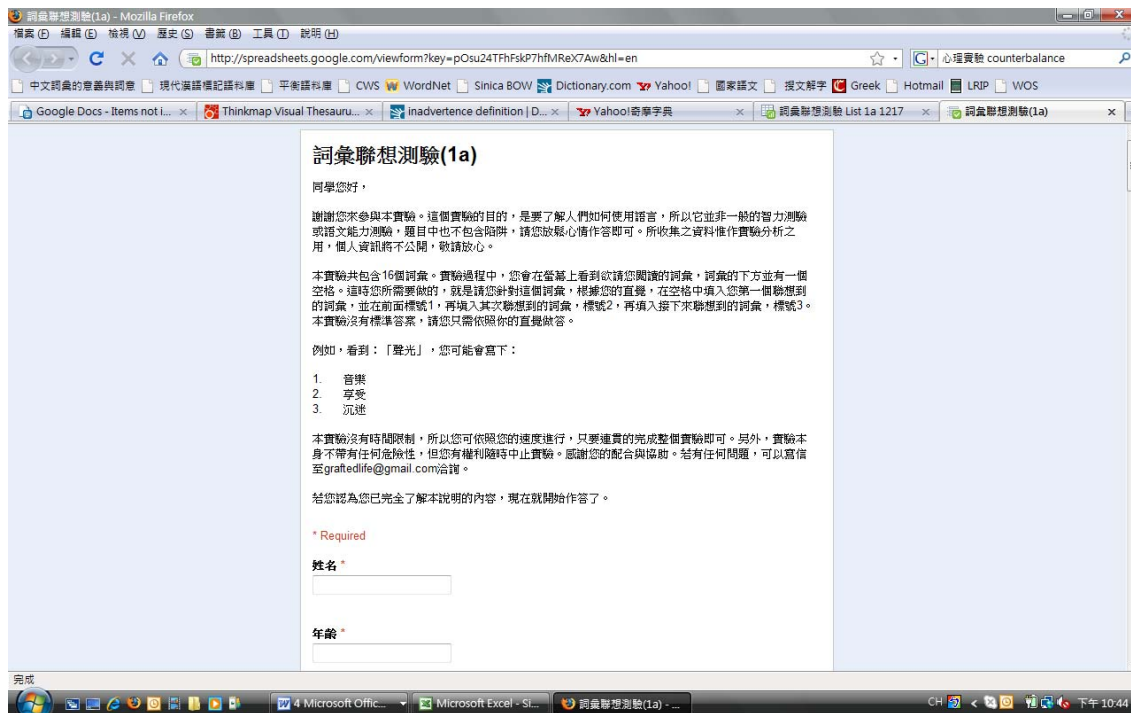 詞彙聯想測驗(1a) - Mozilla Firefox
檔案(F) 編輯(E) 檢視(V) 歷史(S) 書籤(B) 工具(T) 說明(H)
http://spreadsheets.google.com/viewform?key=pOsu24TFhFskP7hfMReX7Aw&hl=en
心理實驗 counterbalance
中文詞彙的意義與詞意 現代漢語標記語料庫 平衡語料庫 CWS WordNet Sinica BOW Dictionary.com Yahoo! 國家語文 搜文解字 Greek Hotmail LRIP WOS
Google Docs - Items not i... Thinkmap Visual Thesauru... inadvertence definition | D... Yahoo!奇摩字典 詞彙聯想測驗 List 1a 1217 詞彙聯想測驗(1a)
詞彙聯想測驗(1a)
同學您好，
謝謝您來參與本實驗。這個實驗的目的，是要了解人們如何使用語言，所以它並非一般的智力測驗
或語文能力測驗，題目中也不包含陷阱，請您放鬆心情作答即可。所收集之資料惟作實驗分析之
用，個人資訊將不公開，敬請放心。
本實驗共包含16個詞彙。實驗過程中，您會在螢幕上看到欲請您閱讀的詞彙，詞彙的下方並有一個
空格。這時您所需要做的，就是請您針對這個詞彙，根據您的直覺，在空格中填入您第一個聯想到
的詞彙，並在前面標號1，再填入其次聯想到的詞彙，標號2，再填入接下來聯想到的詞彙，標號3。
本實驗沒有標準答案，請您只需依照你的直覺做答。
例如，看到：「聲光」，您可能會寫下：
1. 音樂
2. 享受
3. 沉迷
本實驗沒有時間限制，所以您可依照您的速度進行，只要連貫的完成整個實驗即可。另外，實驗本
身不帶有任何危險性，但您有權利隨時中止實驗。感謝您的配合與協助。若有任何問題，可以寫信
至graftedlife@gmail.com洽詢。
若您認為您已完全了解本說明的內容，現在就開始作答了。
* Required
姓名 *
年齡 *
完成
4 Microsoft Offic... Microsoft Excel - Si... 詞彙聯想測驗(1a) - ... CH 下午 10:44